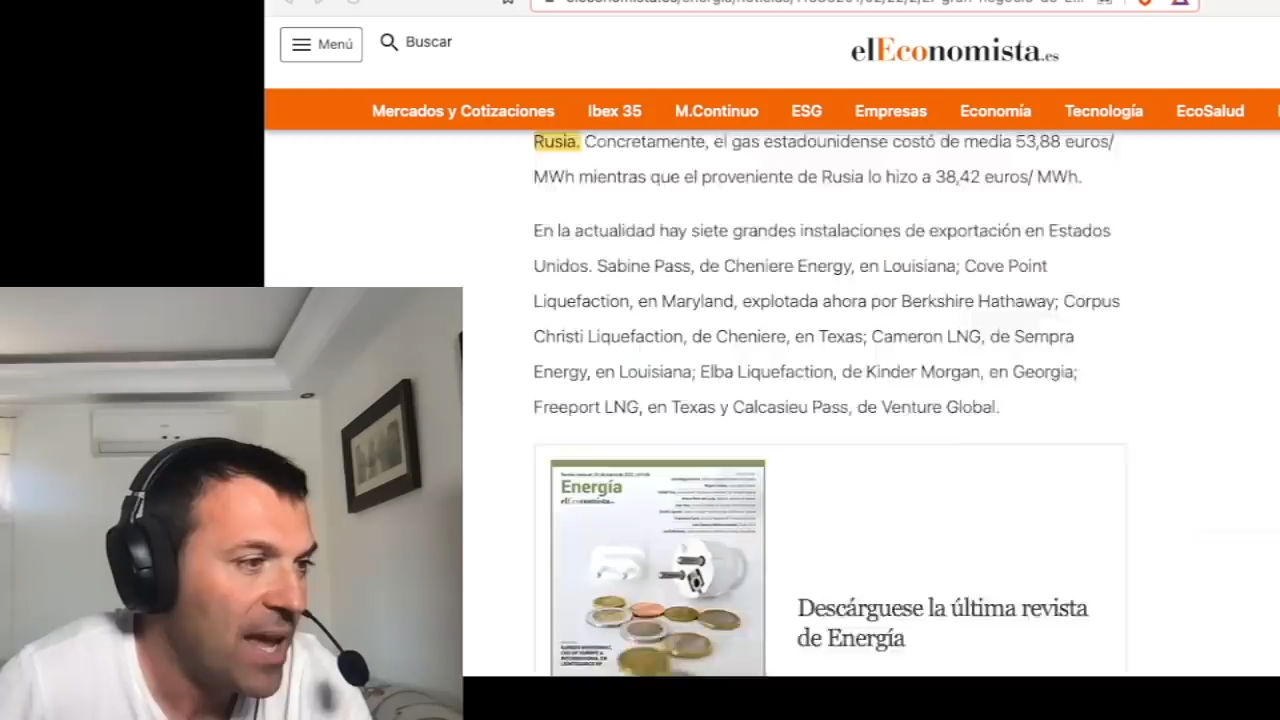 Menú
Buscar
elEconomista.es
Mercados y Cotizaciones Ibex 35 M.Continuo ESG Empresas Economía Tecnología EcoSalud
Rusia. Concretamente, el gas estadounidense costó de media 53,88 euros/
MWh mientras que el proveniente de Rusia lo hizo a 38,42 euros/ MWh.
En la actualidad hay siete grandes instalaciones de exportación en Estados
Unidos. Sabine Pass, de Cheniere Energy, en Louisiana; Cove Point
Liquefaction, en Maryland, explotada ahora por Berkshire Hathaway; Corpus
Christi Liquefaction, de Cheniere, en Texas; Cameron LNG, de Sempra
Energy, en Louisiana; Elba Liquefaction, de Kinder Morgan, en Georgia;
Freeport LNG, en Texas y Calcasieu Pass, de Venture Global.
Energía
elEconomista.es
Descárguese la última revista
de Energía